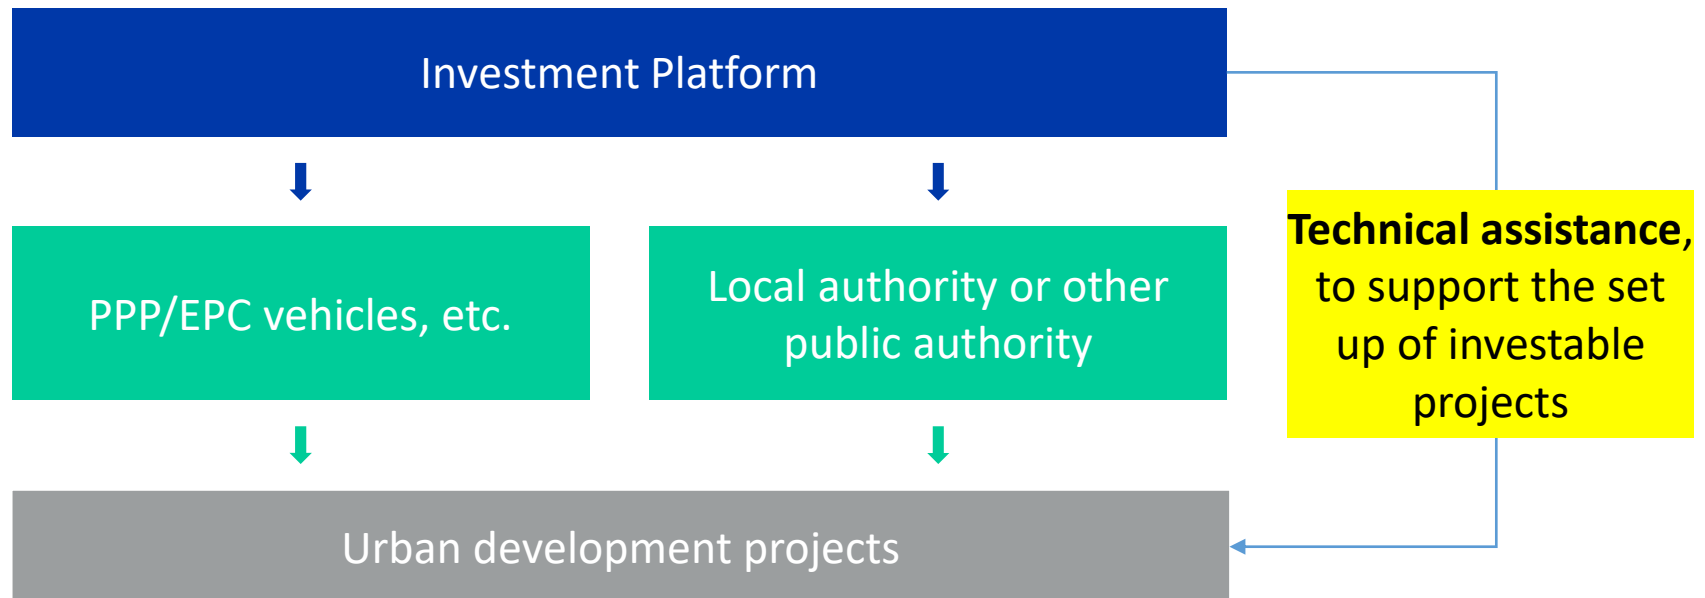 Investment Platform
PPP/EPC vehicles, etc.
Local authority or other
public authority
Technical assistance,
to support the set
up of investable
projects
Urban development projects